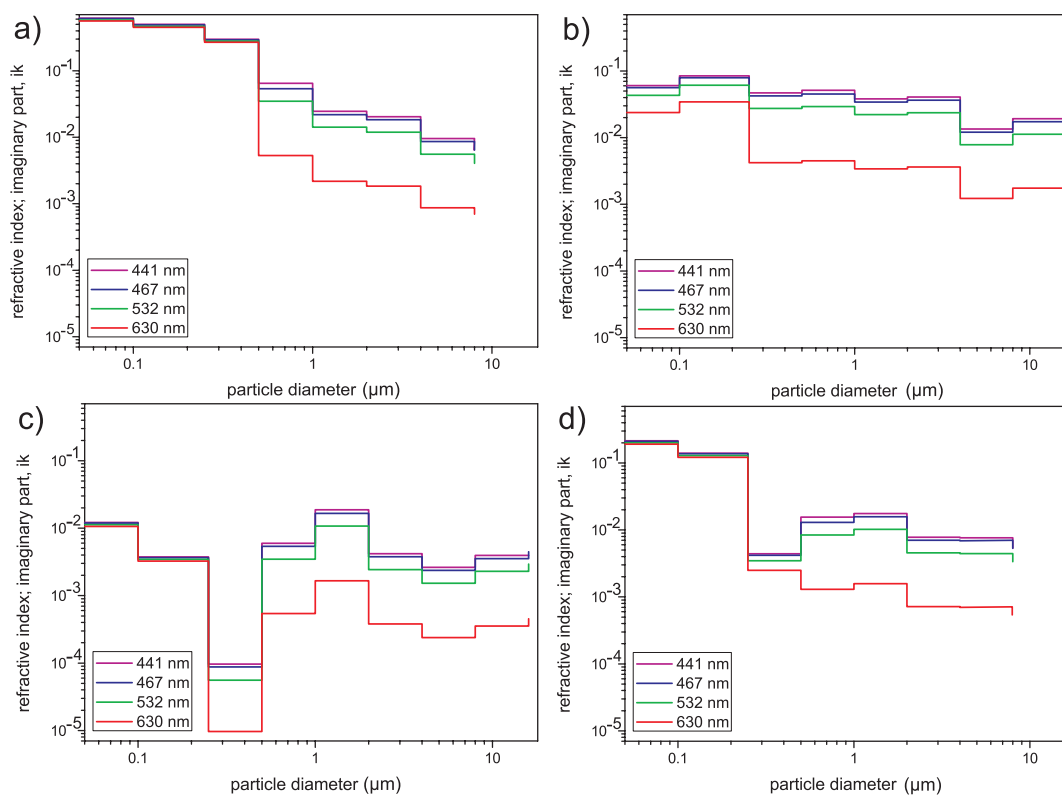 a)
refractive index; imaginary part, ik
10⁻¹
10⁻²
10⁻³
10⁻⁴
10⁻⁵
441 nm
467 nm
532 nm
630 nm
0.1 1 10
particle diameter (µm)
b)
refractive index; imaginary part, ik
10⁻¹
10⁻²
10⁻³
10⁻⁴
10⁻⁵
441 nm
467 nm
532 nm
630 nm
0.1 1 10
particle diameter (µm)
c)
refractive index; imaginary part, ik
10⁻¹
10⁻²
10⁻³
10⁻⁴
10⁻⁵
441 nm
467 nm
532 nm
630 nm
0.1 1 10
particle diameter (µm)
d)
refractive index; imaginary part, ik
10⁻¹
10⁻²
10⁻³
10⁻⁴
10⁻⁵
441 nm
467 nm
532 nm
630 nm
0.1 1 10
particle diameter (µm)